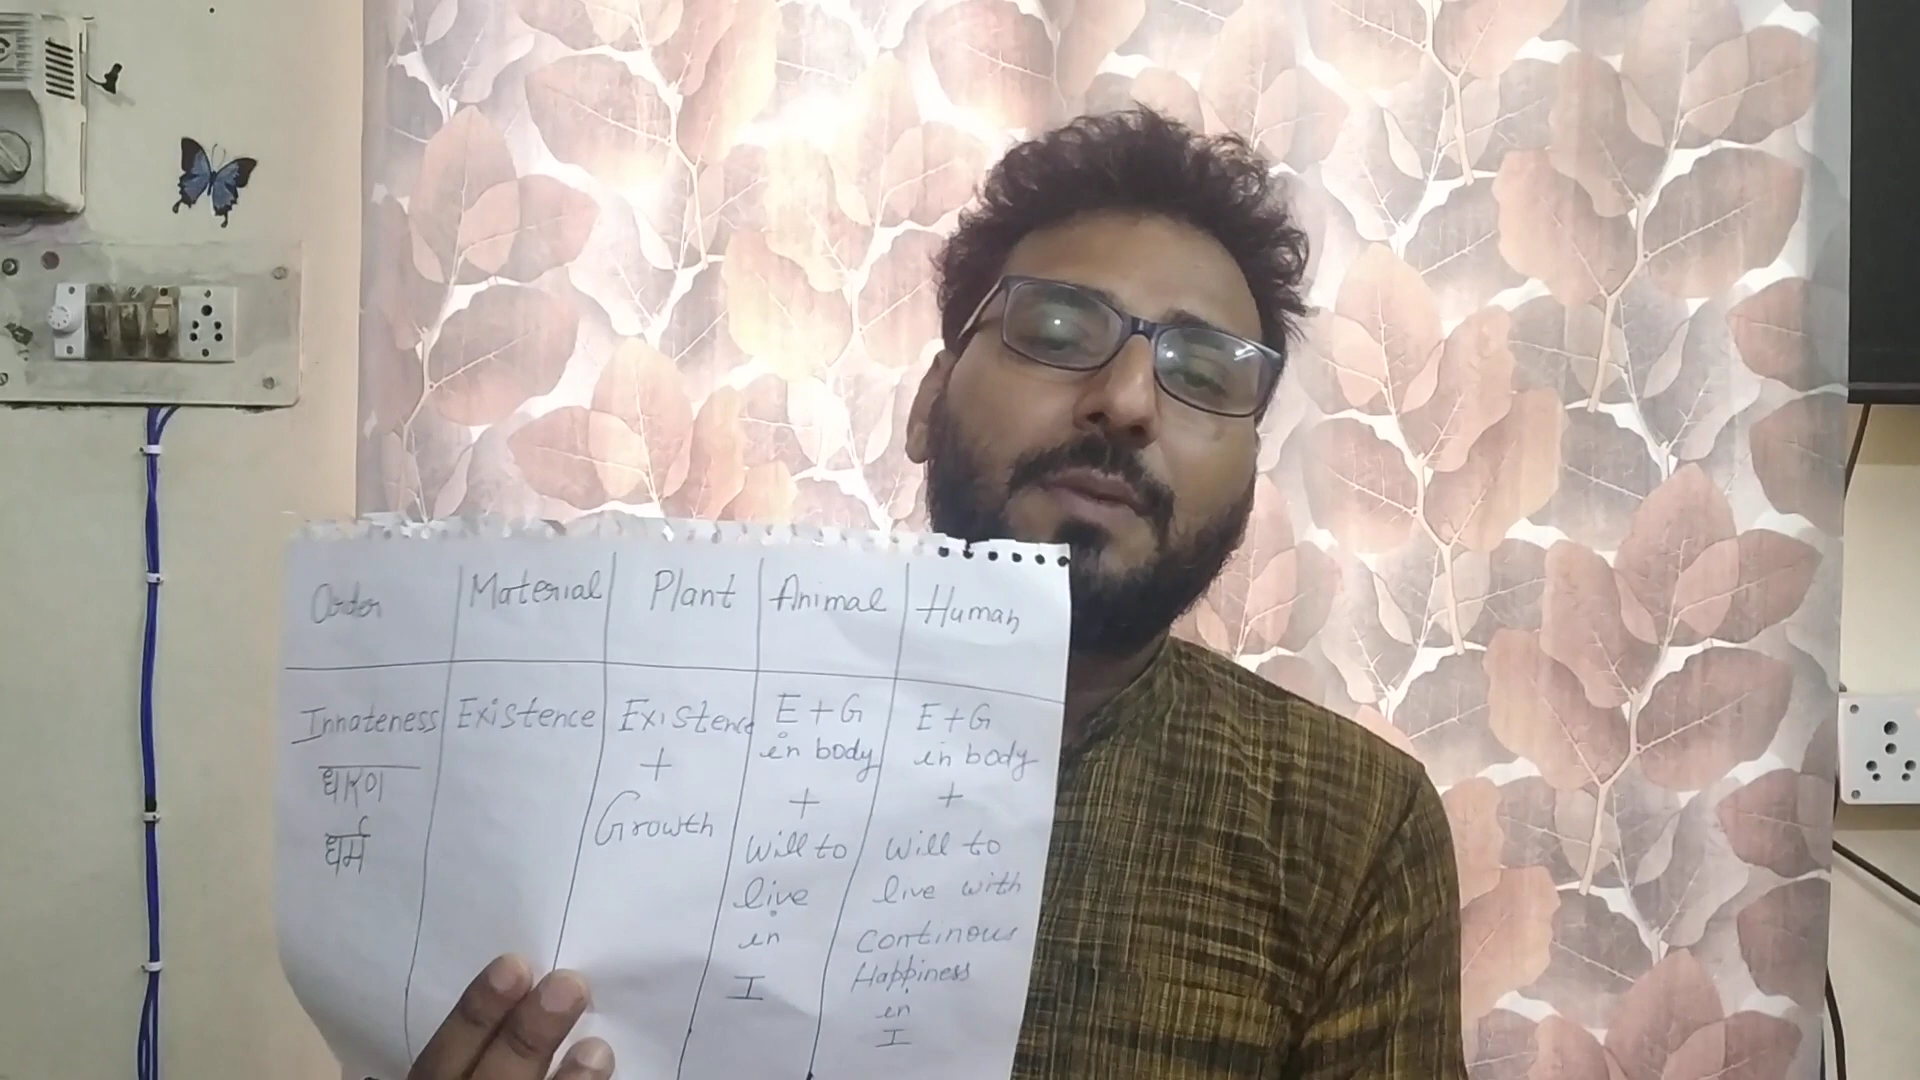 Order Material Plant Animal Human
Innateness Existence Existence E+G E+G
in body in body
धारणा + + +
Growth
धर्म Will to Will to
live live with
in Continous
I Happiness
in
I